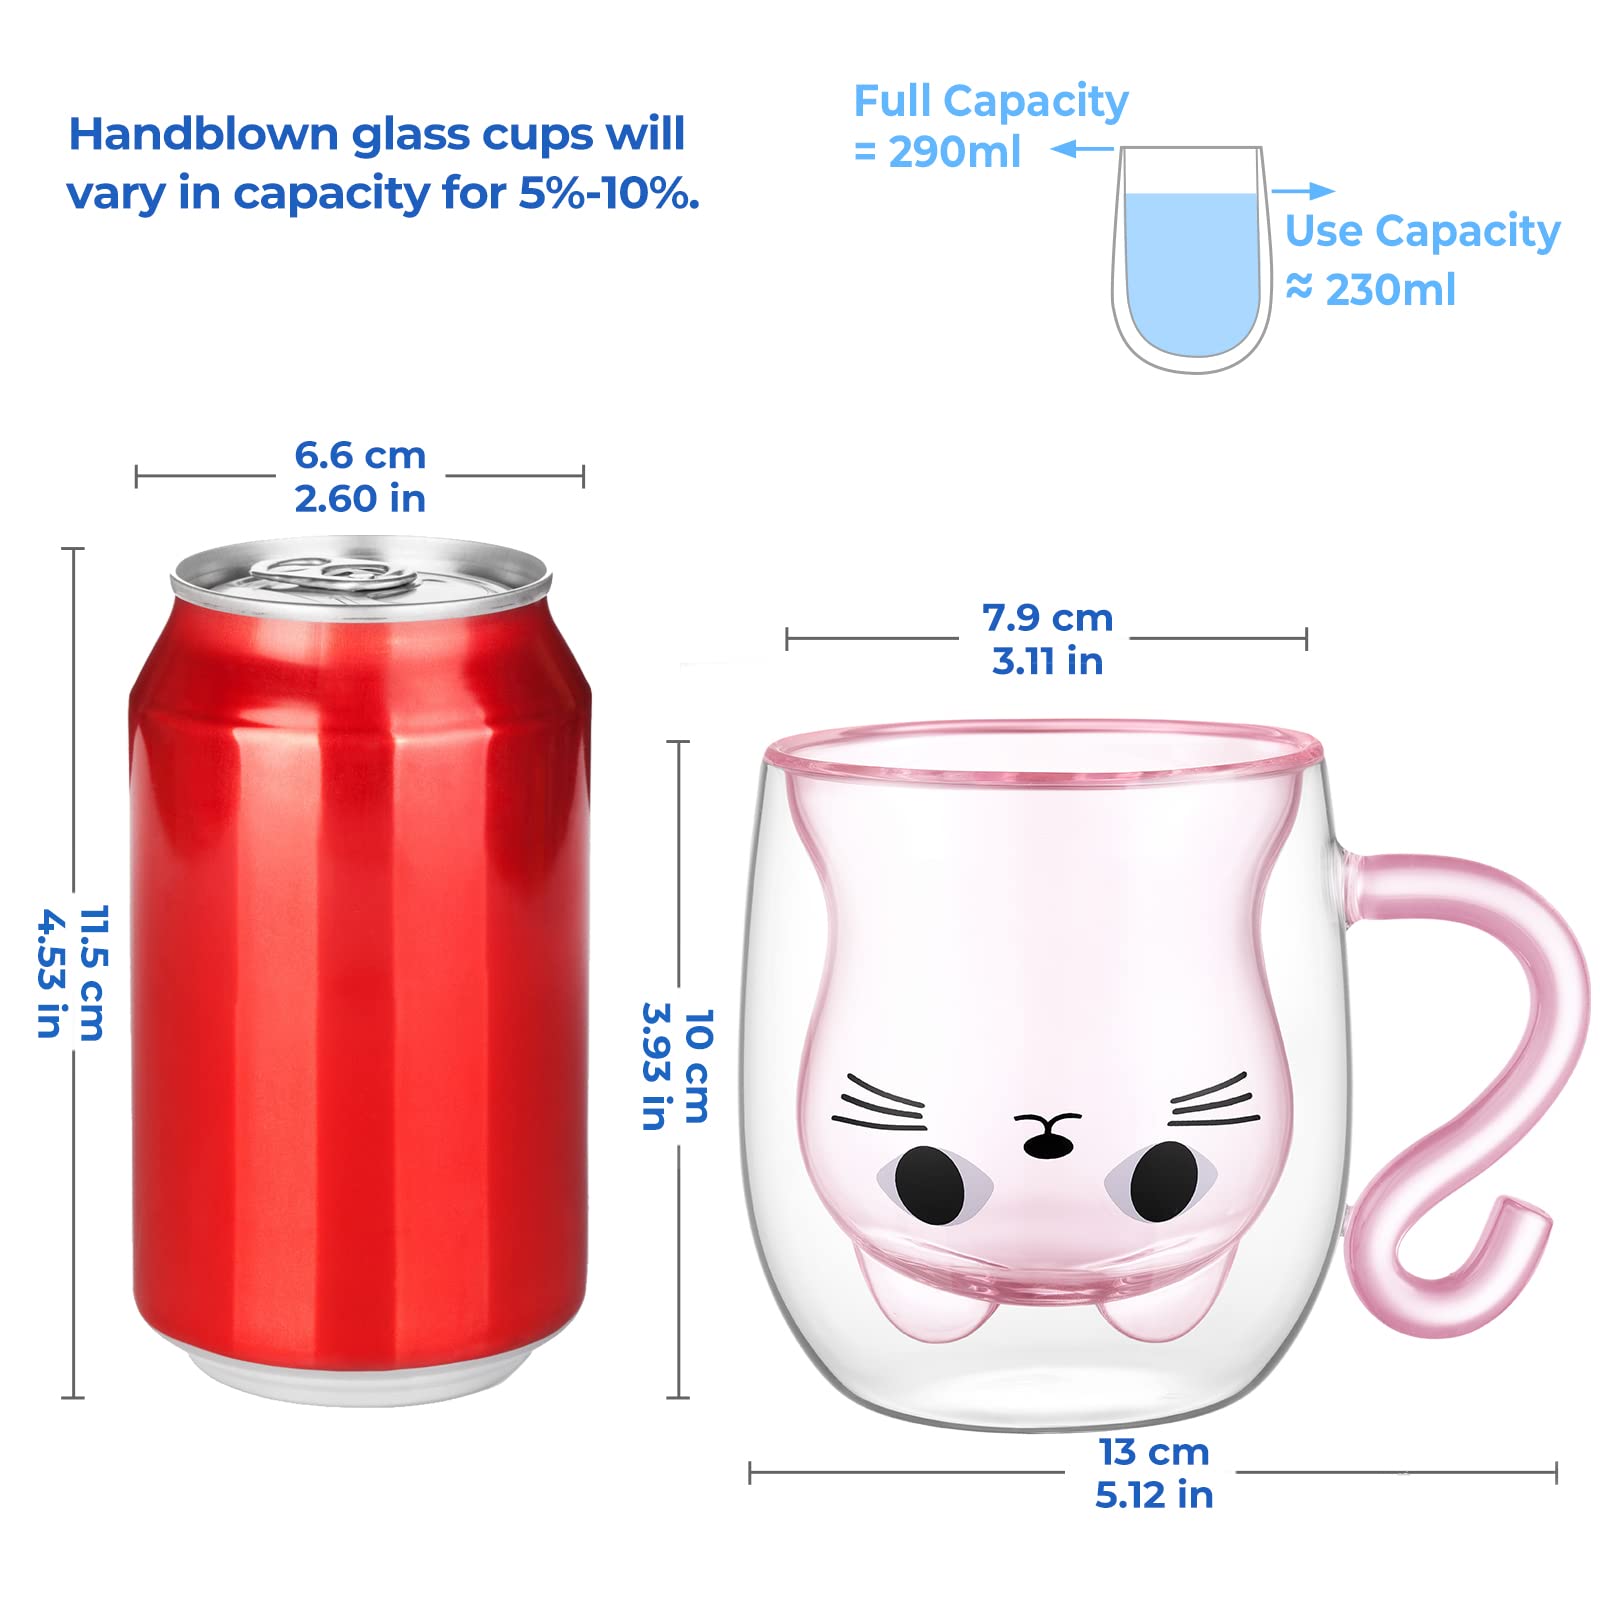 Handblown glass cups will
vary in capacity for 5%-10%.
Full Capacity
= 290ml
Use Capacity
≈ 230ml
6.6 cm
2.60 in
11.5 cm
4.53 in
7.9 cm
3.11 in
10 cm
3.93 in
13 cm
5.12 in